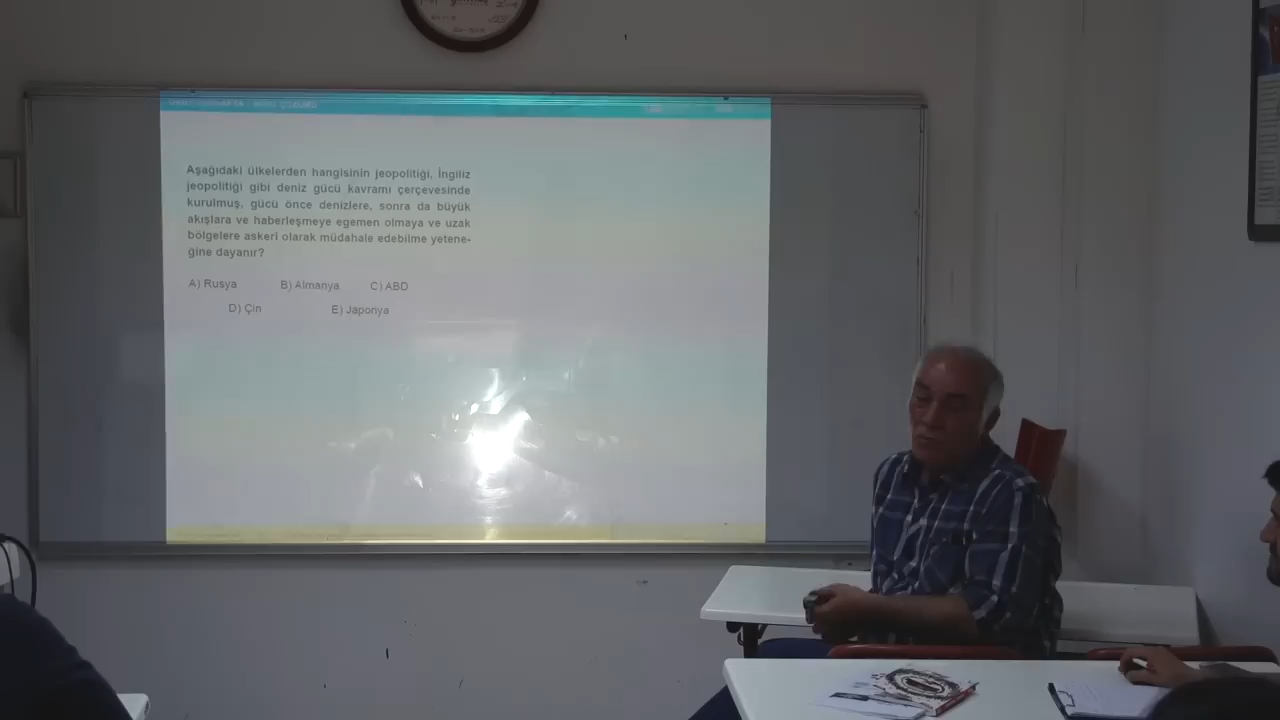 Aşağıdaki ülkelerden hangisinin jeopolitiği, İngiliz
jeopolitiği gibi deniz gücü kavramı çerçevesinde
kurulmuş, gücü önce denizlere, sonra da büyük
akışlara ve haberleşmeye egemen olmaya ve uzak
bölgelere askeri olarak müdahale edebilme yetene-
ğine dayanır?
A) Rusya B) Almanya C) ABD
D) Çin E) Japonya